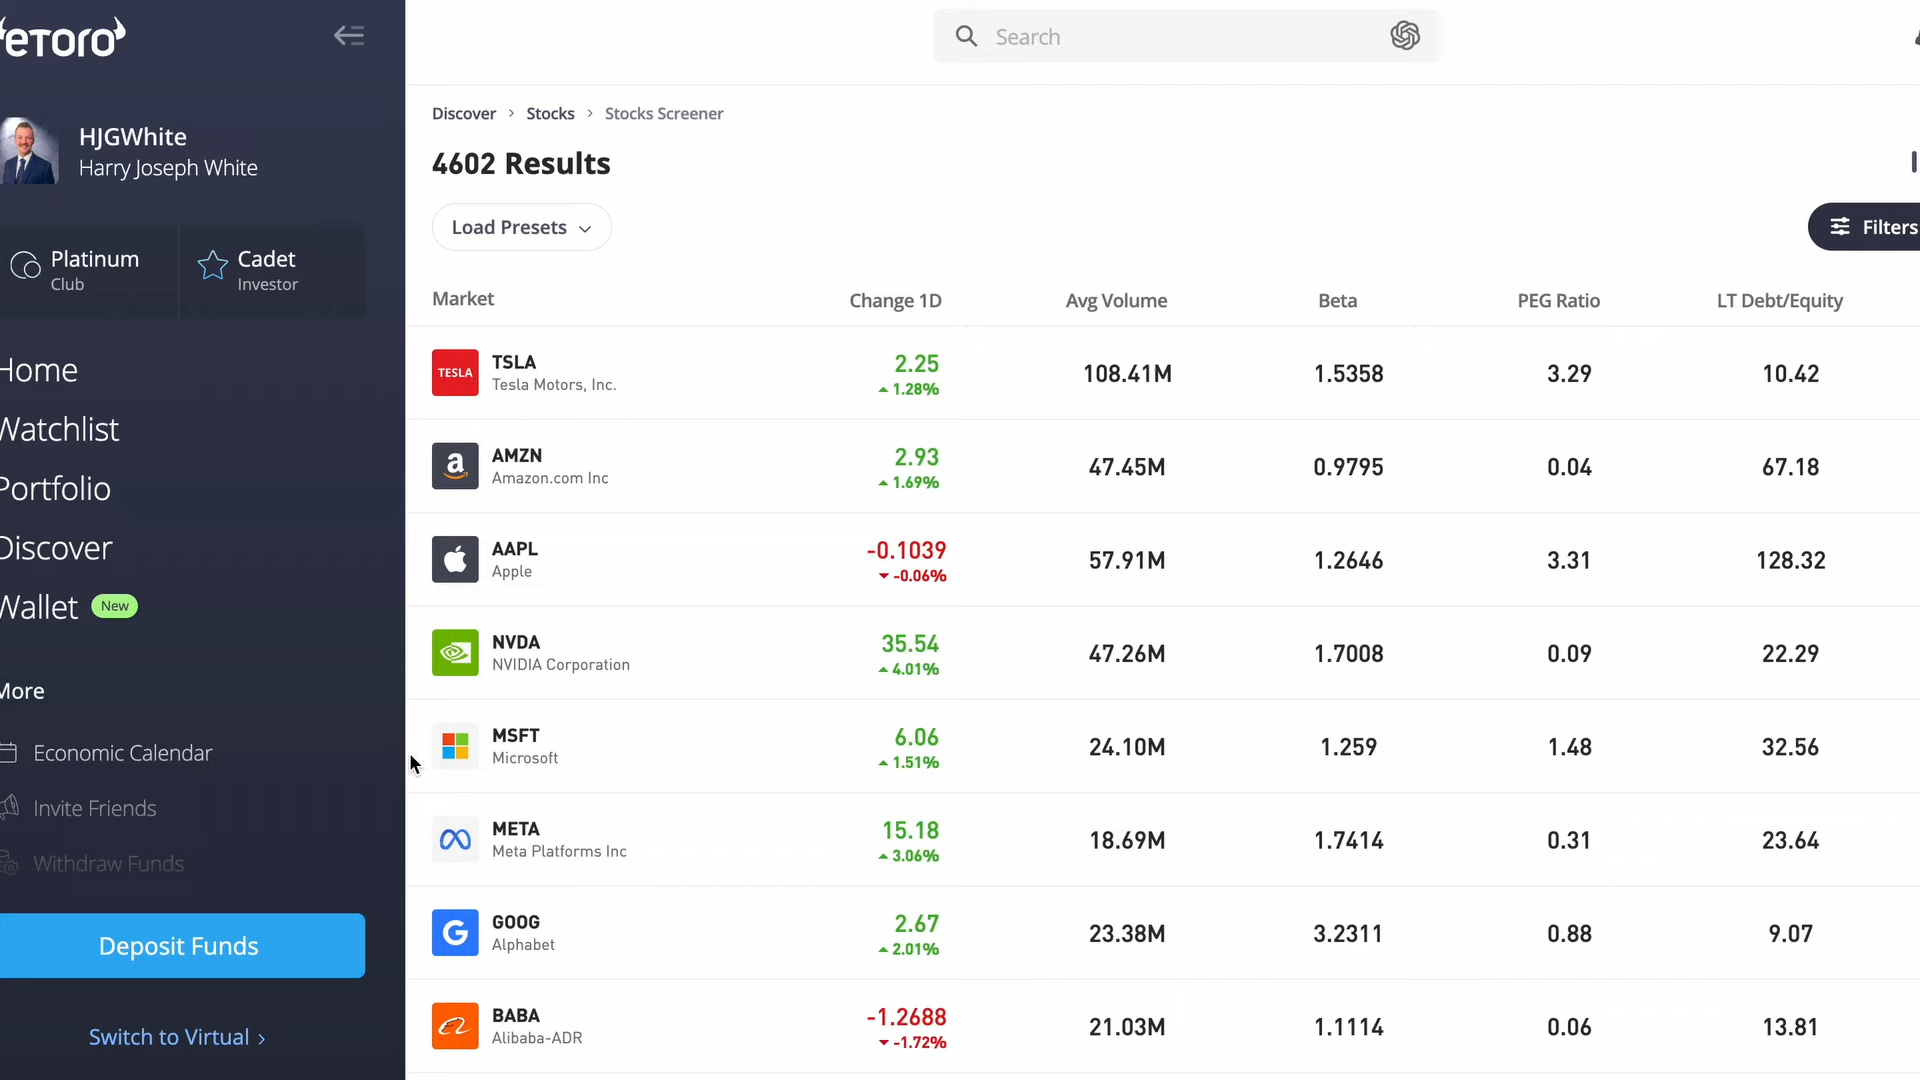 eToro
Search
HJGWhite
Harry Joseph White
Platinum
Club
Cadet
Investor
Home
Watchlist
Portfolio
Discover
Wallet New
More
Economic Calendar
Invite Friends
Withdraw Funds
Deposit Funds
Switch to Virtual ›
Discover › Stocks › Stocks Screener
4602 Results
Load Presets
Filters
Market Change 1D Avg Volume Beta PEG Ratio LT Debt/Equity
TESLA TSLA 2.25 108.41M 1.5358 3.29 10.42
Tesla Motors, Inc. 1.28%
a AMZN 2.93 47.45M 0.9795 0.04 67.18
Amazon.com Inc 1.69%
AAPL -0.1039 57.91M 1.2646 3.31 128.32
Apple -0.06%
NVDA 35.54 47.26M 1.7008 0.09 22.29
NVIDIA Corporation 4.01%
MSFT 6.06 24.10M 1.259 1.48 32.56
Microsoft 1.51%
META 15.18 18.69M 1.7414 0.31 23.64
Meta Platforms Inc 3.06%
G GOOG 2.67 23.38M 3.2311 0.88 9.07
Alphabet 2.01%
BABA -1.2688 21.03M 1.1114 0.06 13.81
Alibaba-ADR -1.72%